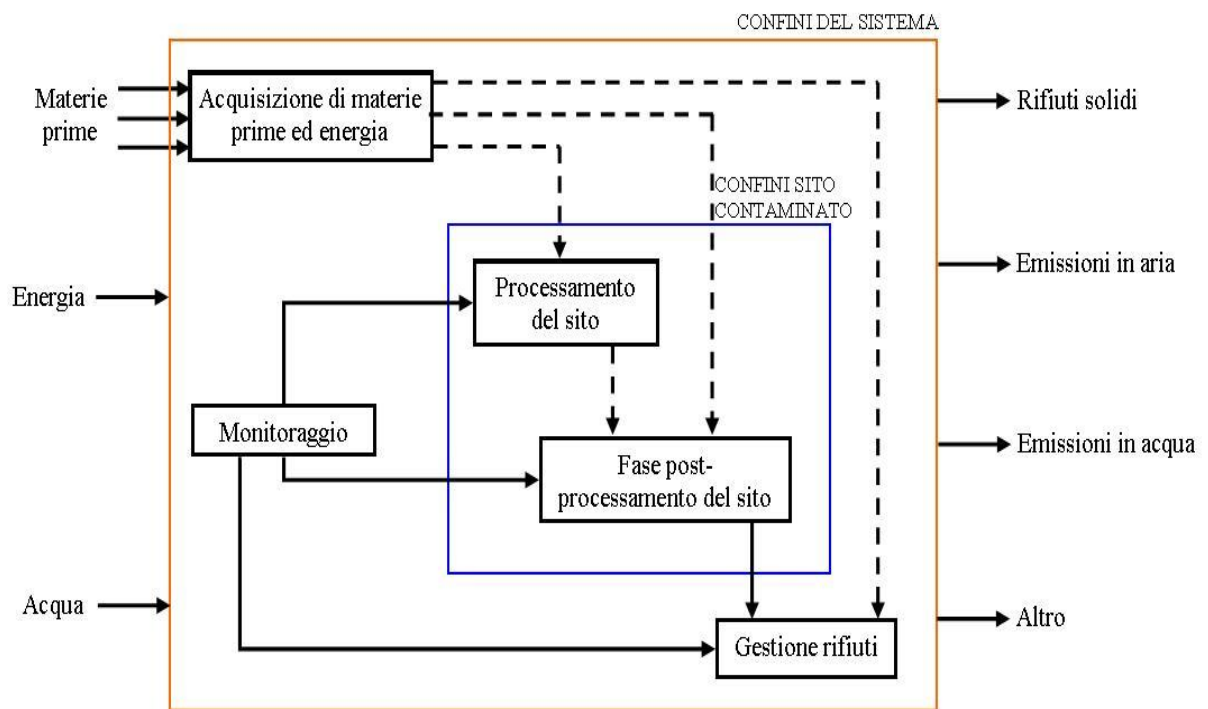 CONFINI DEL SISTEMA
Materie
prime
Acquisizione di materie
prime ed energia
Rifiuti solidi
CONFINI SITO
CONTAMINATO
Emissioni in aria
Energia
Processamento
del sito
Monitoraggio
Emissioni in acqua
Fase post-
processamento del sito
Acqua
Altro
Gestione rifiuti